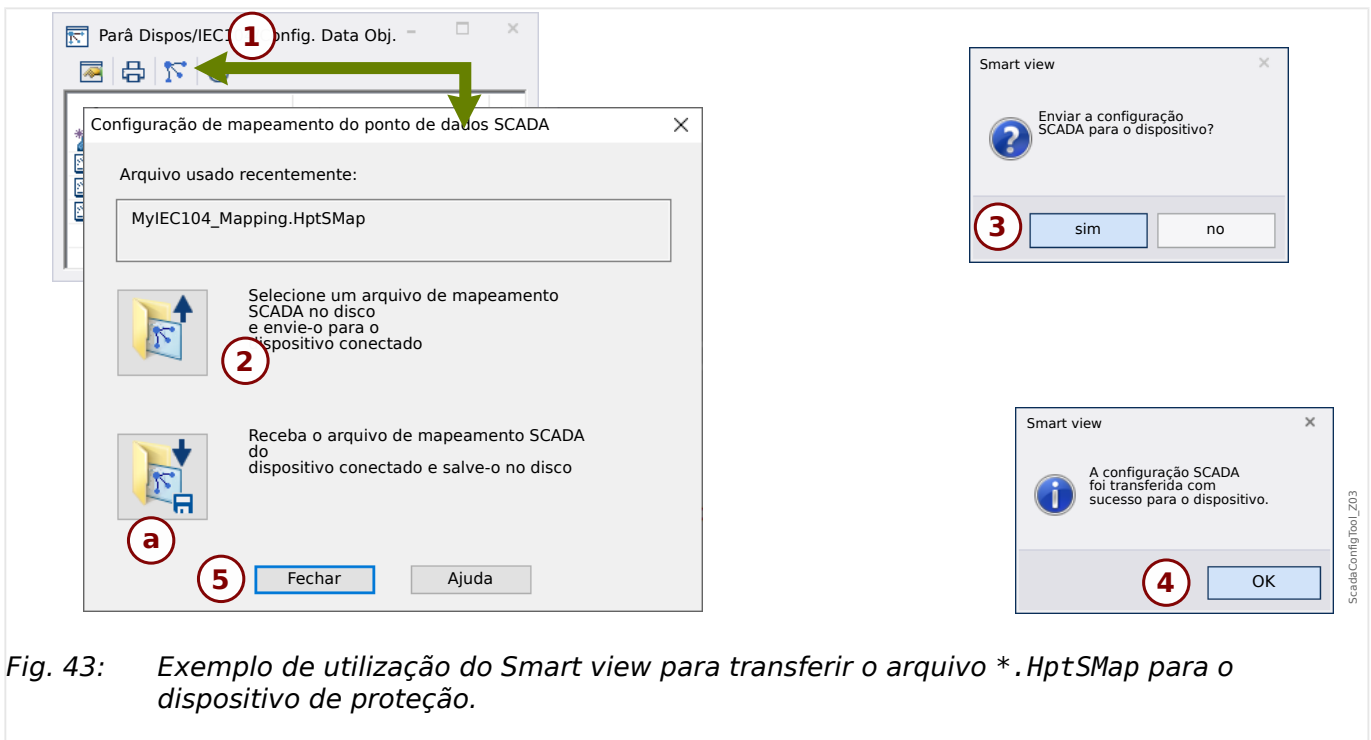 Parâ Dispos/IEC1 onfig. Data Obj.
1
Configuração de mapeamento do ponto de dados SCADA
Arquivo usado recentemente:
MyIEC104_Mapping.HptSMap
Selecione um arquivo de mapeamento
SCADA no disco
e envie-o para o
dispositivo conectado
2
Receba o arquivo de mapeamento SCADA
do
dispositivo conectado e salve-o no disco
a
5
Fechar
Ajuda
Smart view
Enviar a configuração
SCADA para o dispositivo?
3
sim
no
Smart view
A configuração SCADA
foi transferida com
sucesso para o dispositivo.
4
OK
ScadaConfigTool_Z03
Fig. 43: Exemplo de utilização do Smart view para transferir o arquivo *.HptSMap para o
dispositivo de proteção.